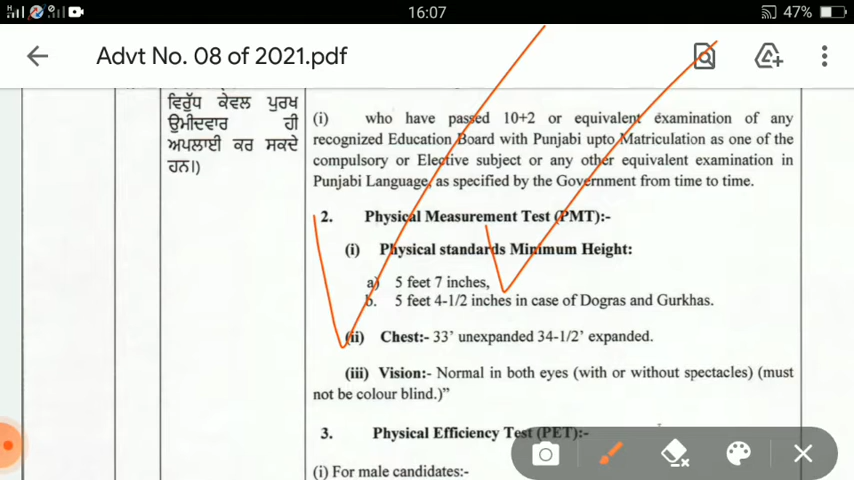 16:07
47%
Advt No. 08 of 2021.pdf
ਵਿਰੁੱਧ ਕੇਵਲ ਪੁਰਖ
ਉਮੀਦਵਾਰ ਹੀ
ਅਪਲਾਈ ਕਰ ਸਕਦੇ
ਹਨ।)
(i) who have passed 10+2 or equivalent examination of any
recognized Education Board with Punjabi upto Matriculation as one of the
compulsory or Elective subject or any other equivalent examination in
Punjabi Language, as specified by the Government from time to time.
2. Physical Measurement Test (PMT):-
(i) Physical standards Minimum Height:
a) 5 feet 7 inches,
b. 5 feet 4-1/2 inches in case of Dogras and Gurkhas.
(ii) Chest:- 33’ unexpanded 34-1/2’ expanded.
(iii) Vision:- Normal in both eyes (with or without spectacles) (must
not be colour blind.)”
3. Physical Efficiency Test (PET):-
(i) For male candidates:-